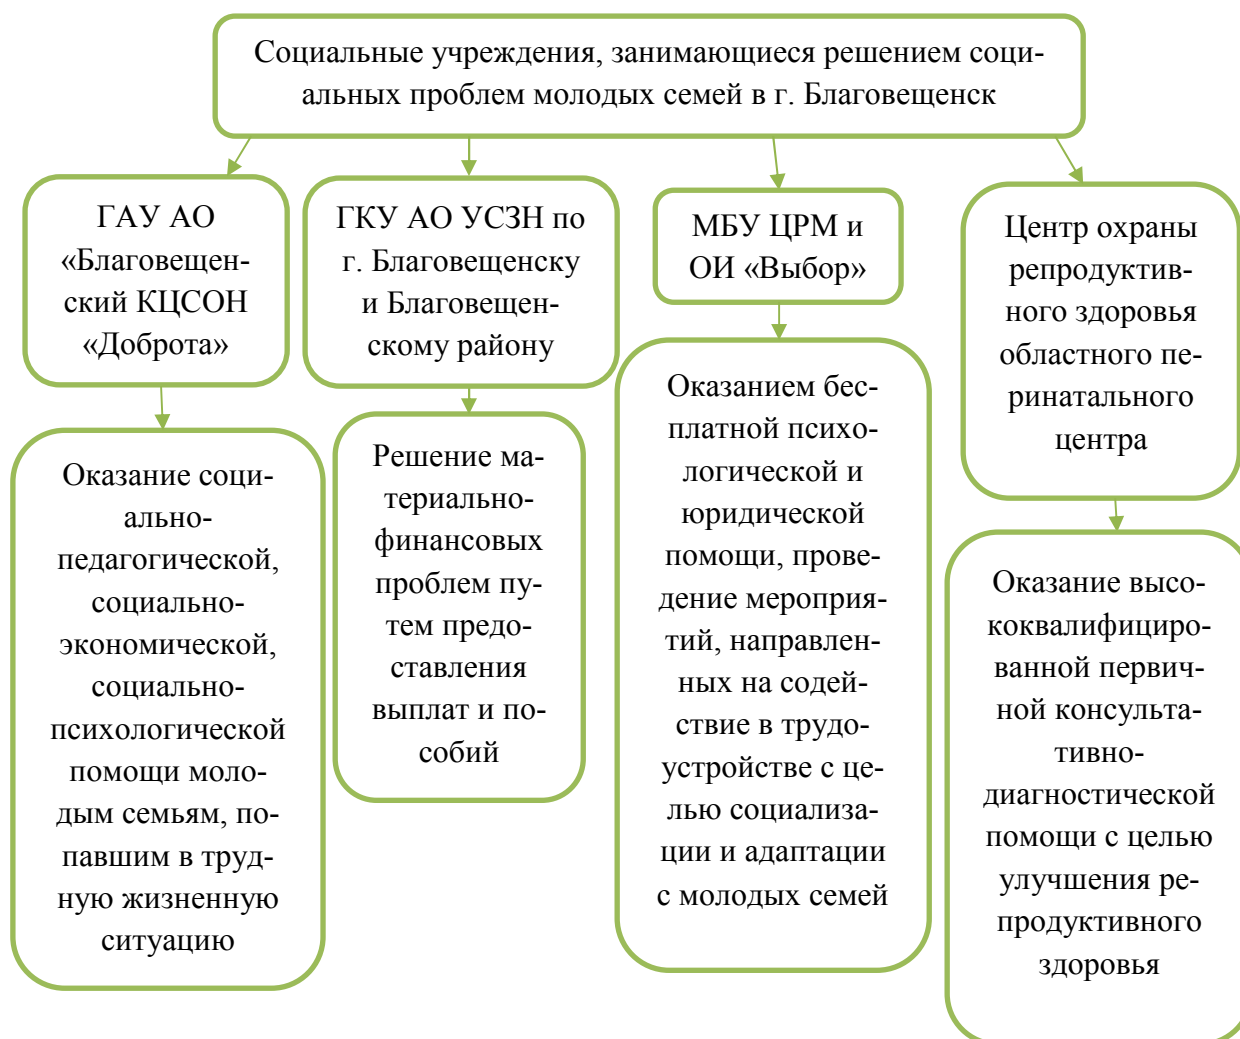 Социальные учреждения, занимающиеся решением соци-
альных проблем молодых семей в г. Благовещенск
ГАУ АО
«Благовещен-
ский КЦСОН
«Доброта»
ГКУ АО УСЗН по
г. Благовещенску
и Благовещен-
скому району
МБУ ЦРМ и
ОИ «Выбор»
Центр охраны
репродуктив-
ного здоровья
областного пе-
ринатального
центра
Оказание соци-
ально-
педагогической,
социально-
экономической,
социально-
психологической
помощи моло-
дым семьям, по-
павшим в труд-
ную жизненную
ситуацию
Решение ма-
териально-
финансовых
проблем пу-
тем предо-
ставления
выплат и по-
собий
Оказанием бес-
платной психо-
логической и
юридической
помощи, прове-
дение мероприя-
тий, направлен-
ных на содей-
ствие в трудо-
устройстве с це-
лью социализа-
ции и адаптации
с молодых семей
Оказание высо-
коквалифициро-
ванной первич-
ной консульта-
тивно-
диагностической
помощи с целью
улучшения ре-
продуктивного
здоровья